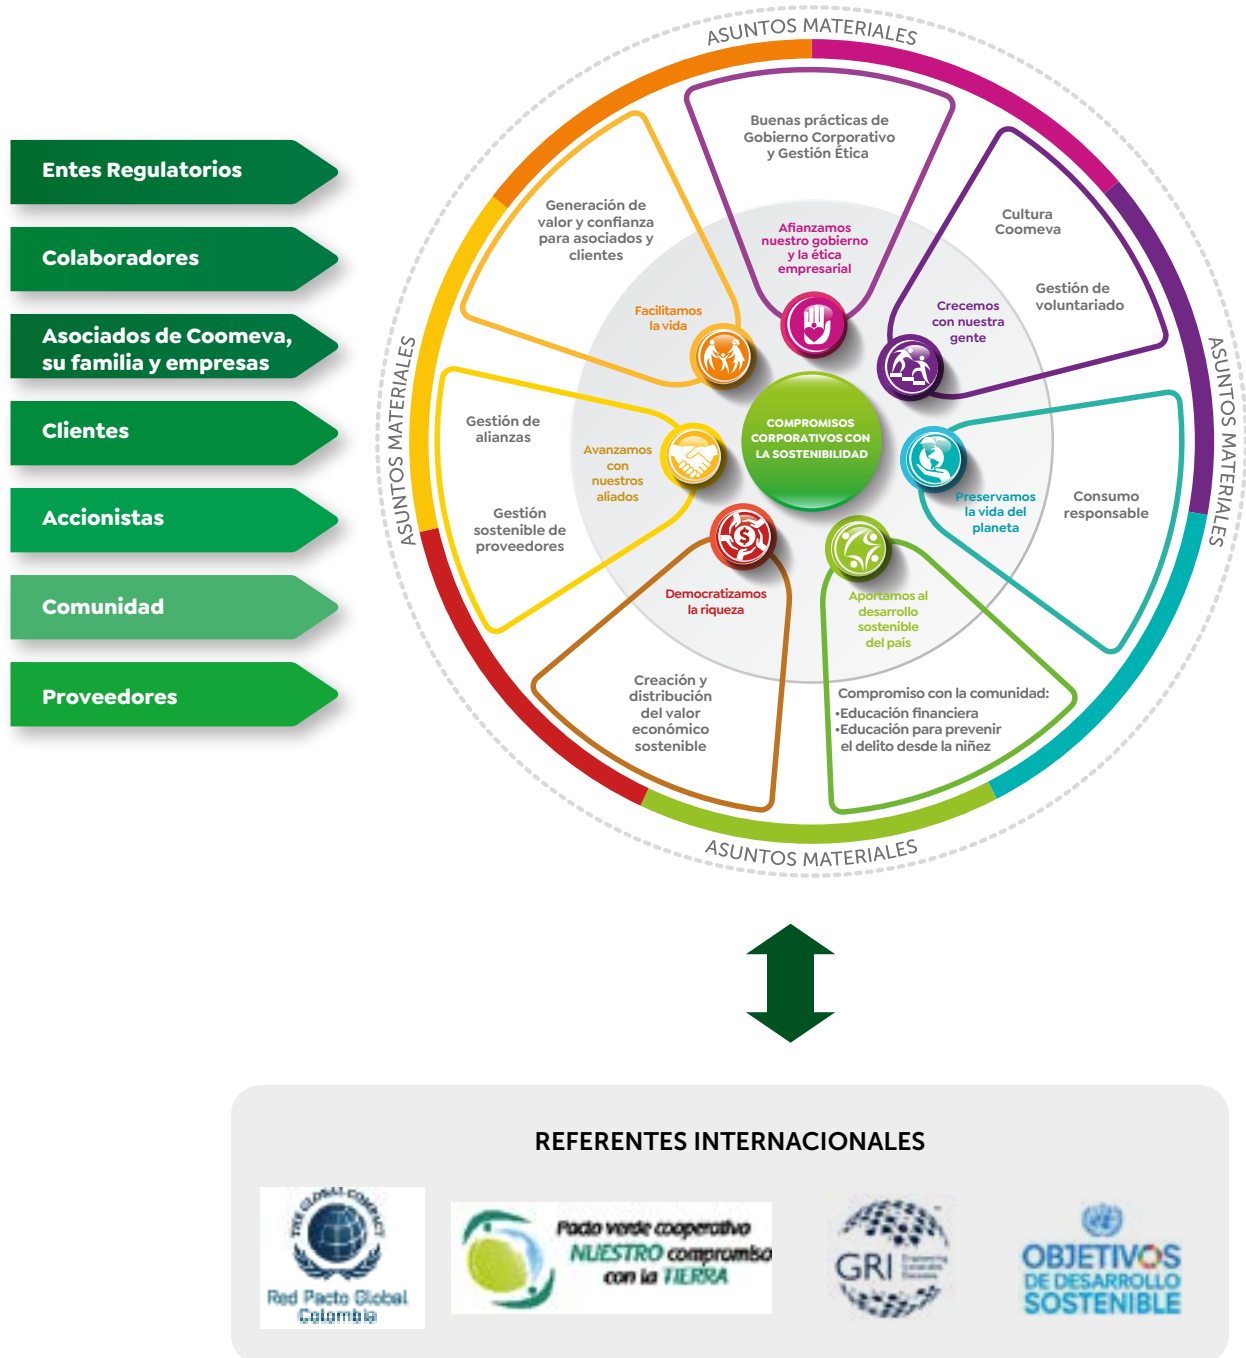 Entes Regulatorios
Colaboradores
Asociados de Coomeva,
su familia y empresas
Clientes
Accionistas
Comunidad
Proveedores
ASUNTOS MATERIALES
ASUNTOS MATERIALES
ASUNTOS MATERIALES
ASUNTOS MATERIALES
Buenas prácticas de
Gobierno Corporativo
y Gestión Ética
Afianzamos
nuestro gobierno
y la ética
empresarial
Cultura
Coomeva
Gestión de
voluntariado
Crecemos
con nuestra
gente
Consumo
responsable
Preservamos
la vida del
planeta
Aportamos al
desarrollo
sostenible
del país
Compromiso con la comunidad:
•Educación financiera
•Educación para prevenir
el delito desde la niñez
Democratizamos
la riqueza
Creación y
distribución
del valor
económico
sostenible
Avanzamos
con
nuestros
aliados
Gestión de
alianzas
Gestión
sostenible de
proveedores
Facilitamos
la vida
Generación de
valor y confianza
para asociados y
clientes
COMPROMISOS
CORPORATIVOS CON
LA SOSTENIBILIDAD
REFERENTES INTERNACIONALES
THE GLOBAL COMPACT
Red Pacto Global
Colombia
Pacto verde cooperativo
NUESTRO compromiso
con la TIERRA
GRI
OBJETIVOS
DE DESARROLLO
SOSTENIBLE